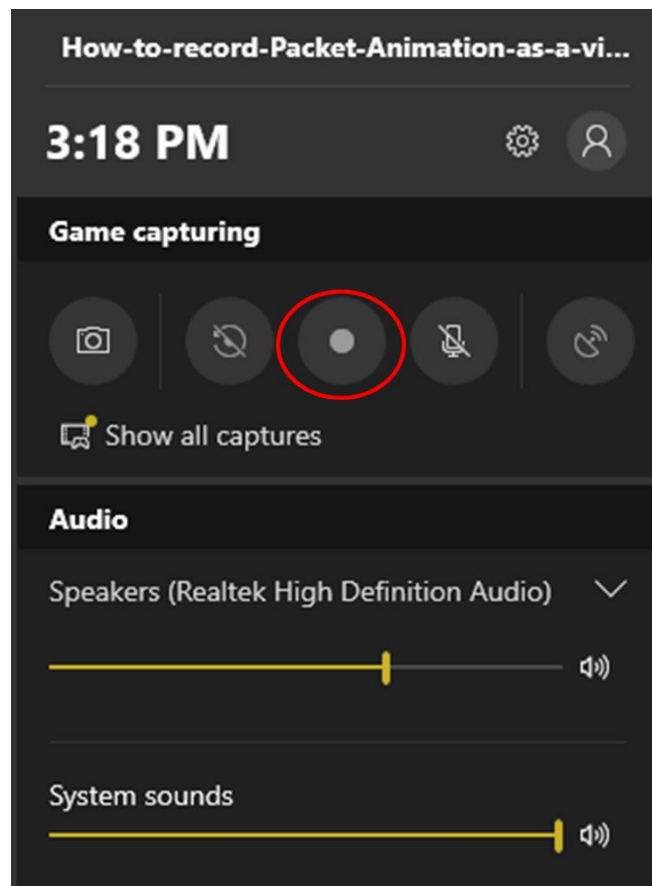 How-to-record-Packet-Animation-as-a-vi...
3:18 PM
Game capturing
Show all captures
Audio
Speakers (Realtek High Definition Audio)
System sounds